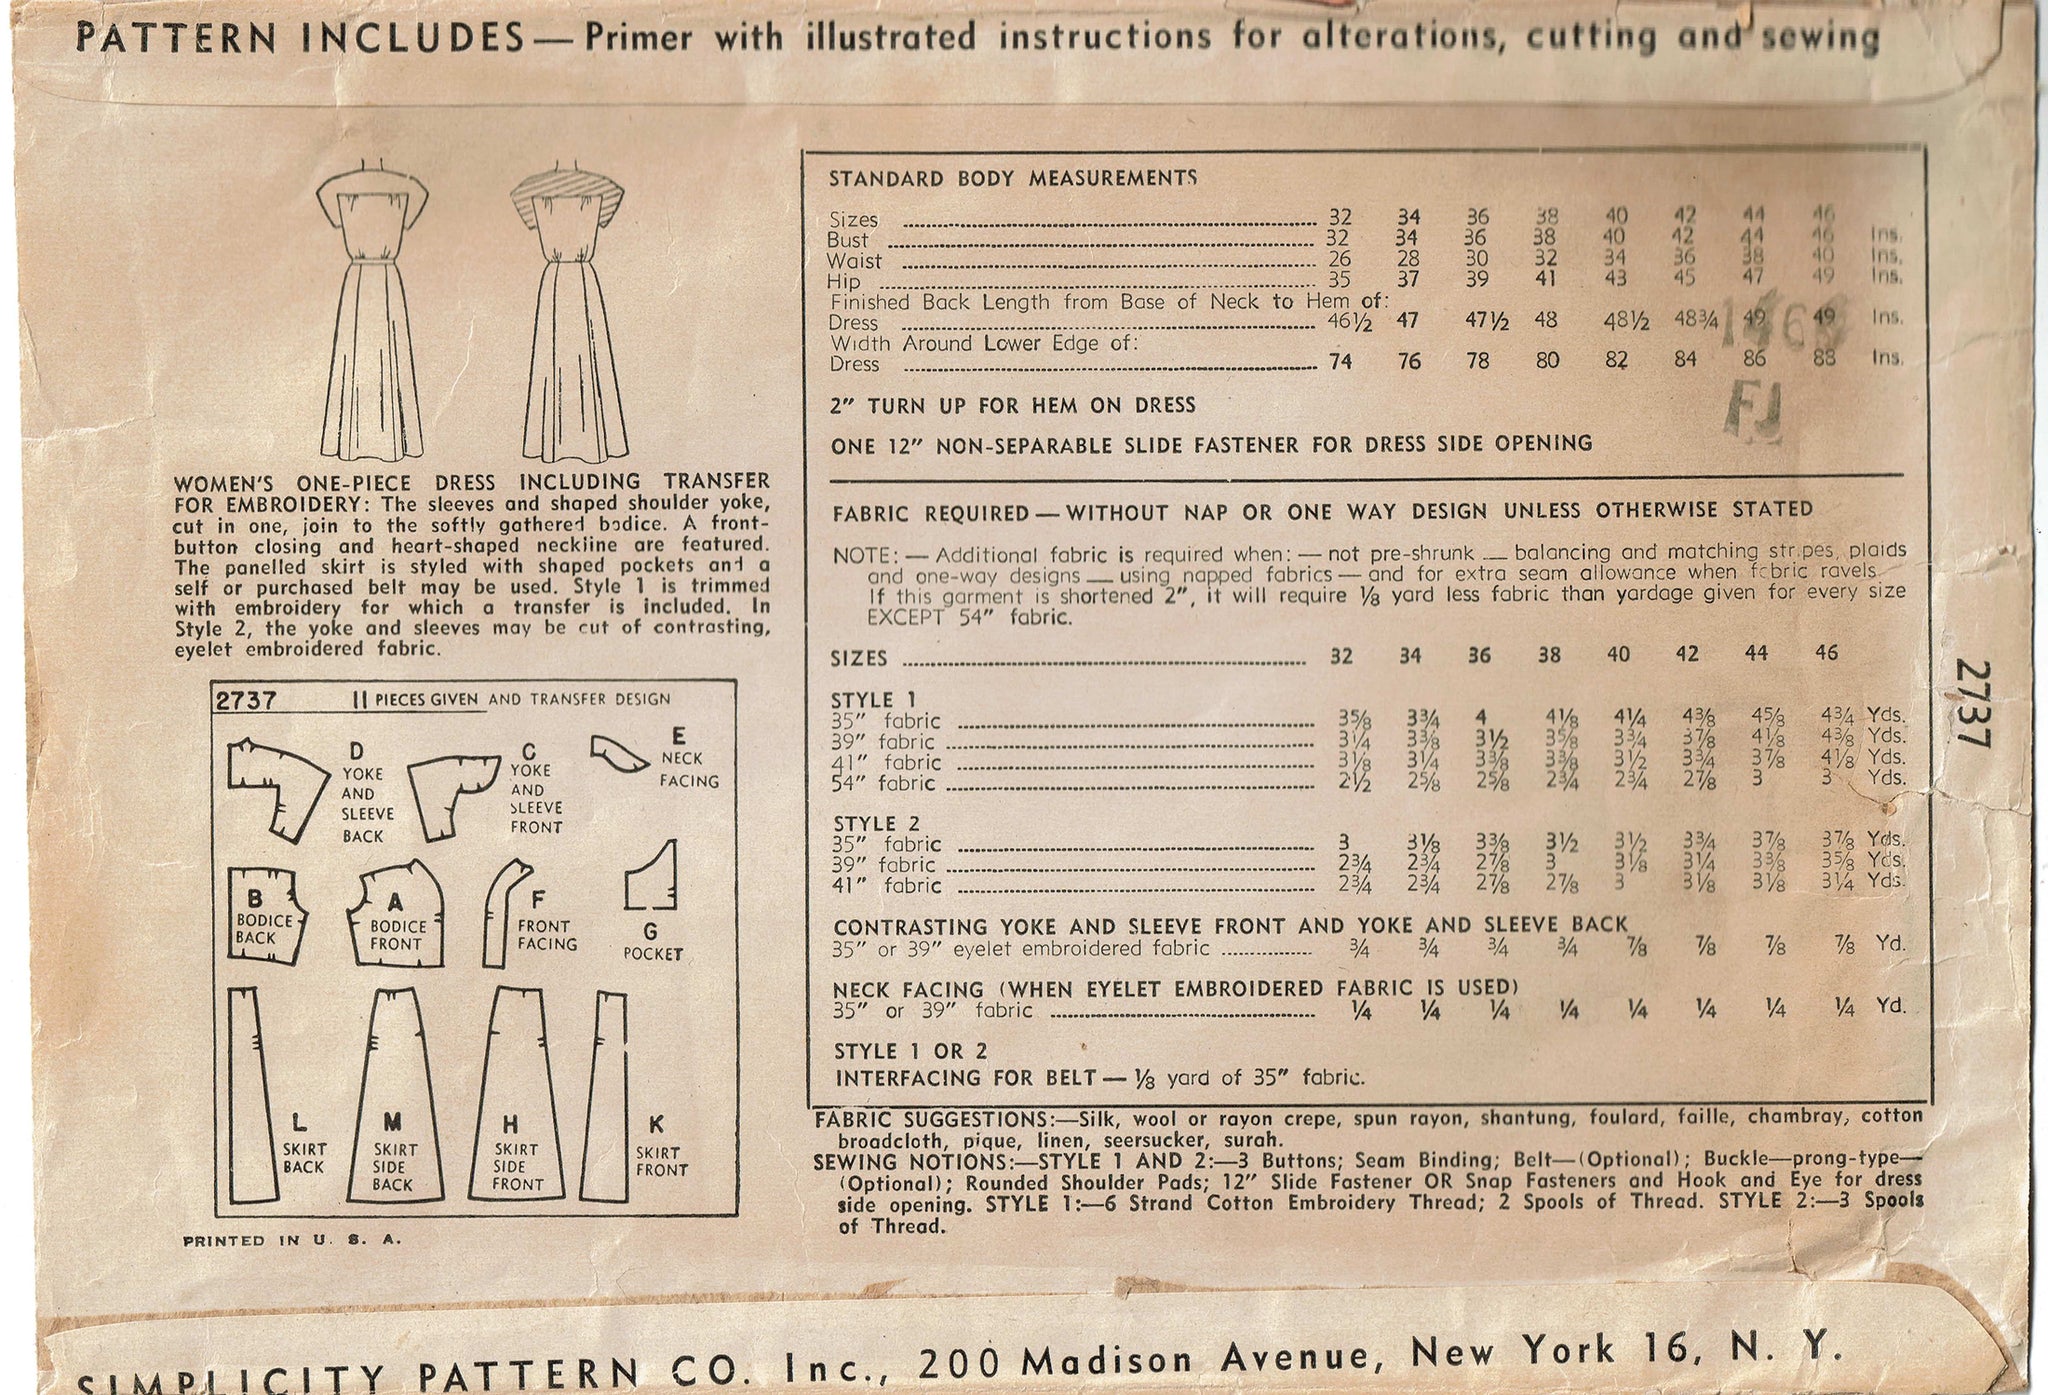 PATTERN INCLUDES — Primer with illustrated instructions for alterations, cutting and sewing
WOMEN'S ONE-PIECE DRESS INCLUDING TRANSFER
FOR EMBROIDERY: The sleeves and shaped shoulder yoke,
cut in one, join to the softly gathered bodice. A front-
button closing and heart-shaped neckline are featured.
The panelled skirt is styled with shaped pockets and a
self or purchased belt may be used. Style 1 is trimmed
with embroidery for which a transfer is included. In
Style 2, the yoke and sleeves may be cut of contrasting,
eyelet embroidered fabric.
2737 11 PIECES GIVEN AND TRANSFER DESIGN
D YOKE AND SLEEVE BACK
C YOKE AND SLEEVE FRONT
E NECK FACING
B BODICE BACK
A BODICE FRONT
F FRONT FACING
G POCKET
L SKIRT BACK
M SKIRT SIDE BACK
H SKIRT SIDE FRONT
K SKIRT FRONT
PRINTED IN U. S. A.
STANDARD BODY MEASUREMENTS
Sizes 32 34 36 38 40 42 44 46
Bust 32 34 36 38 40 42 44 46 Ins.
Waist 26 28 30 32 34 36 38 40 Ins.
Hip 35 37 39 41 43 45 47 49 Ins.
Finished Back Length from Base of Neck to Hem of:
Dress 46½ 47 47½ 48 48½ 48¾ 49 49 Ins.
Width Around Lower Edge of:
Dress 74 76 78 80 82 84 86 88 Ins.
FJ
2" TURN UP FOR HEM ON DRESS
ONE 12" NON-SEPARABLE SLIDE FASTENER FOR DRESS SIDE OPENING
FABRIC REQUIRED — WITHOUT NAP OR ONE WAY DESIGN UNLESS OTHERWISE STATED
NOTE: — Additional fabric is required when: — not pre-shrunk — balancing and matching stripes, plaids
and one-way designs — using napped fabrics — and for extra seam allowance when fabric ravels.
If this garment is shortened 2", it will require ⅛ yard less fabric than yardage given for every size
EXCEPT 54" fabric.
SIZES 32 34 36 38 40 42 44 46
STYLE 1
35" fabric 3⅝ 3¾ 4 4⅛ 4¼ 4⅜ 4⅝ 4¾ Yds.
39" fabric 3¼ 3⅜ 3½ 3⅝ 3¾ 3⅞ 4⅛ 4⅜ Yds.
41" fabric 3⅛ 3¼ 3⅜ 3⅜ 3½ 3¾ 3⅞ 4⅛ Yds.
54" fabric 2½ 2⅝ 2⅝ 2¾ 2¾ 2⅞ 3 3 Yds.
STYLE 2
35" fabric 3 3⅛ 3⅜ 3½ 3½ 3¾ 3⅞ 3⅞ Yds.
39" fabric 2¾ 2¾ 2⅞ 3 3⅛ 3¼ 3⅜ 3⅝ Yds.
41" fabric 2¾ 2¾ 2⅞ 2⅞ 3 3⅛ 3⅛ 3¼ Yds.
CONTRASTING YOKE AND SLEEVE FRONT AND YOKE AND SLEEVE BACK
35" or 39" eyelet embroidered fabric ¾ ¾ ¾ ¾ ⅞ ⅞ ⅞ ⅞ Yd.
NECK FACING (WHEN EYELET EMBROIDERED FABRIC IS USED)
35" or 39" fabric ¼ ¼ ¼ ¼ ¼ ¼ ¼ ¼ Yd.
STYLE 1 OR 2
INTERFACING FOR BELT — ⅛ yard of 35" fabric.
FABRIC SUGGESTIONS:—Silk, wool or rayon crepe, spun rayon, shantung, foulard, faille, chambray, cotton
broadcloth, pique, linen, seersucker, surah.
SEWING NOTIONS:—STYLE 1 AND 2:—3 Buttons; Seam Binding; Belt—(Optional); Buckle—prong-type—
(Optional); Rounded Shoulder Pads; 12" Slide Fastener OR Snap Fasteners and Hook and Eye for dress
side opening. STYLE 1:—6 Strand Cotton Embroidery Thread; 2 Spools of Thread. STYLE 2:—3 Spools
of Thread.
2737
SIMPLICITY PATTERN CO. Inc., 200 Madison Avenue, New York 16, N. Y.